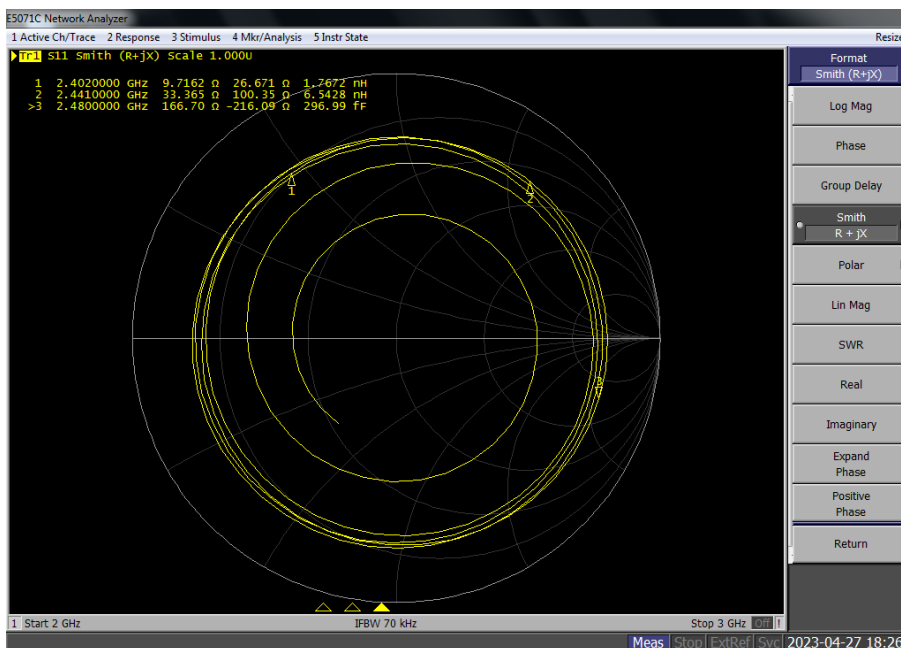 E5071C Network Analyzer
1 Active Ch/Trace 2 Response 3 Stimulus 4 Mkr/Analysis 5 Instr State Resize
Tr1 S11 Smith (R+jX) Scale 1.000U
1 2.4020000 GHz 9.7162 Ω 26.671 Ω 1.7672 nH
2 2.4410000 GHz 33.365 Ω 100.35 Ω 6.5428 nH
>3 2.4800000 GHz 166.70 Ω -216.09 Ω 296.99 fF
1
2
3
Format
Smith (R+jX)
Log Mag
Phase
Group Delay
Smith
R + jX
Polar
Lin Mag
SWR
Real
Imaginary
Expand
Phase
Positive
Phase
Return
1 Start 2 GHz IFBW 70 kHz Stop 3 GHz Off !
Meas Stop ExtRef Svc 2023-04-27 18:26